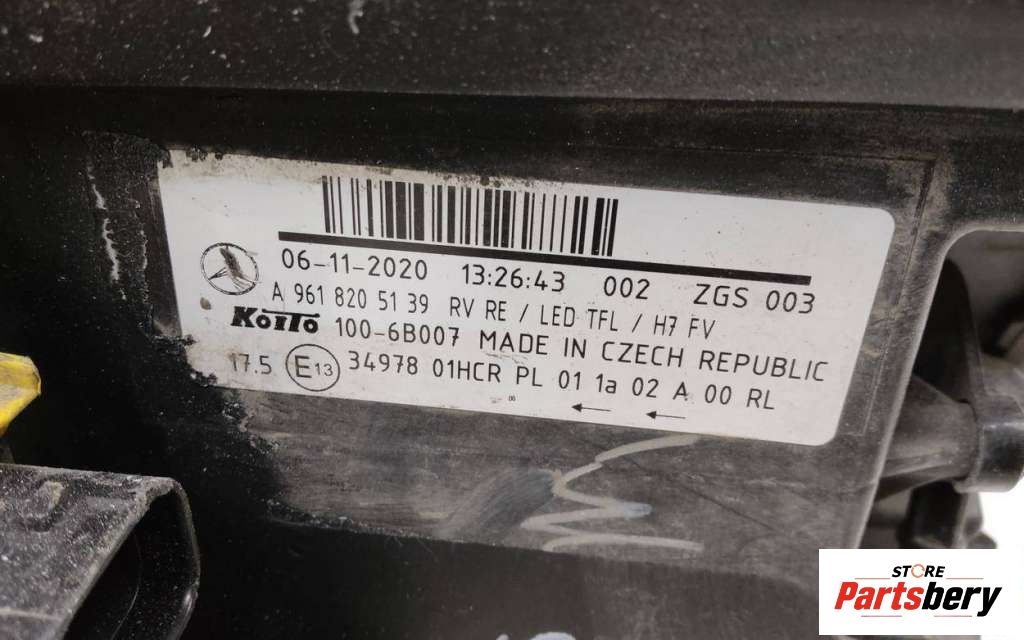 06-11-2020 13:26:43 002 ZGS 003
A 961 820 51 39 RV RE / LED TFL / H7 FV
KOITO 100-6B007 MADE IN CZECH REPUBLIC
17.5 E13 34978 01HCR PL 01 1a 02 A 00 RL
06
STORE
Partsbery